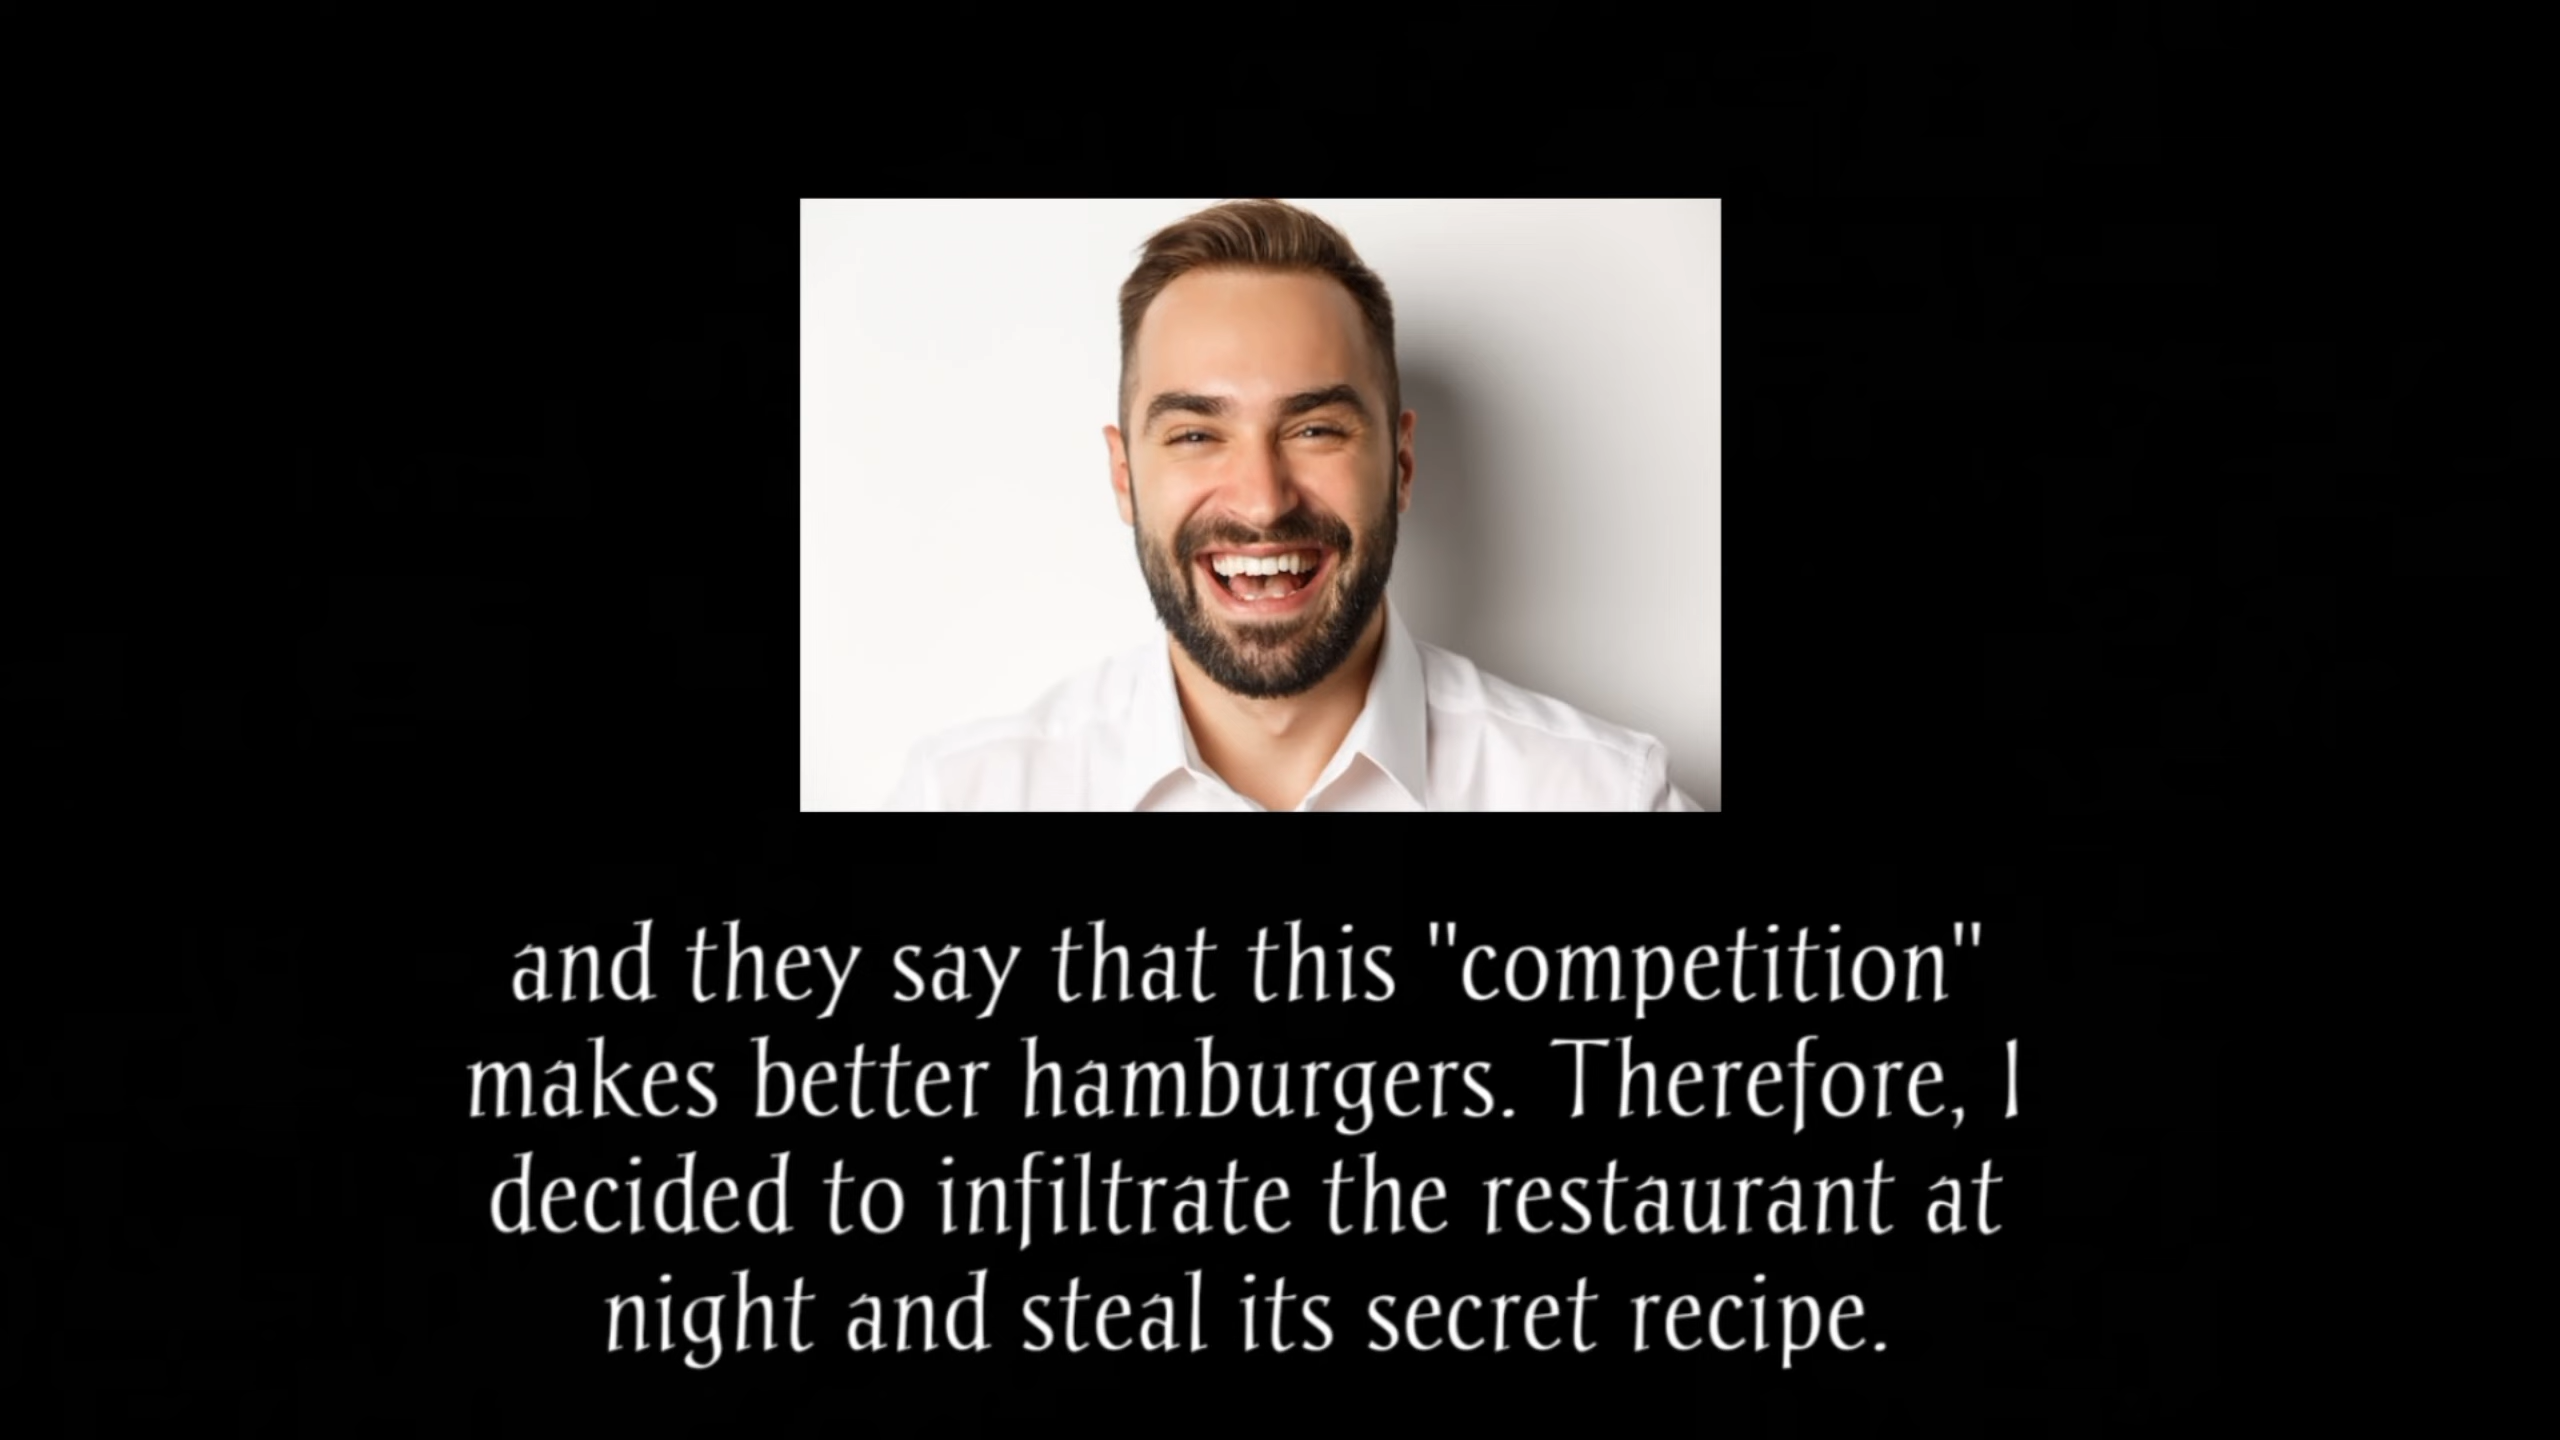 and they say that this "competition"
makes better hamburgers. Therefore, I
decided to infiltrate the restaurant at
night and steal its secret recipe.